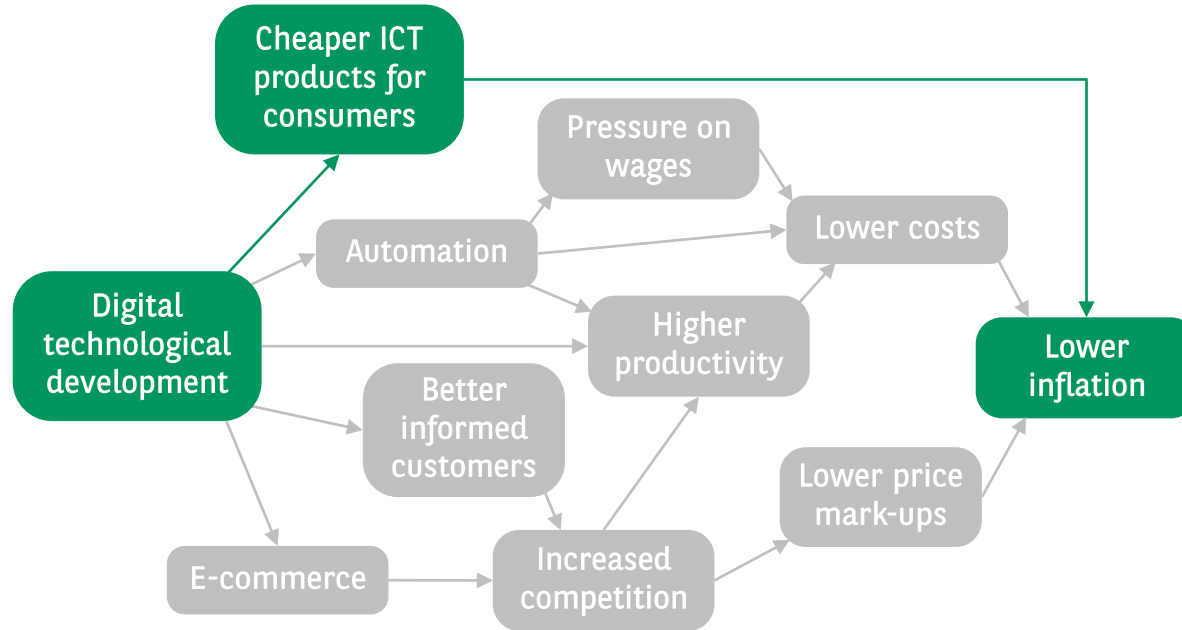 Cheaper ICT
products for
consumers
Pressure on
wages
Lower costs
Automation
Digital
technological
development
Higher
productivity
Lower
inflation
Better
informed
customers
Lower price
mark-ups
E-commerce
Increased
competition